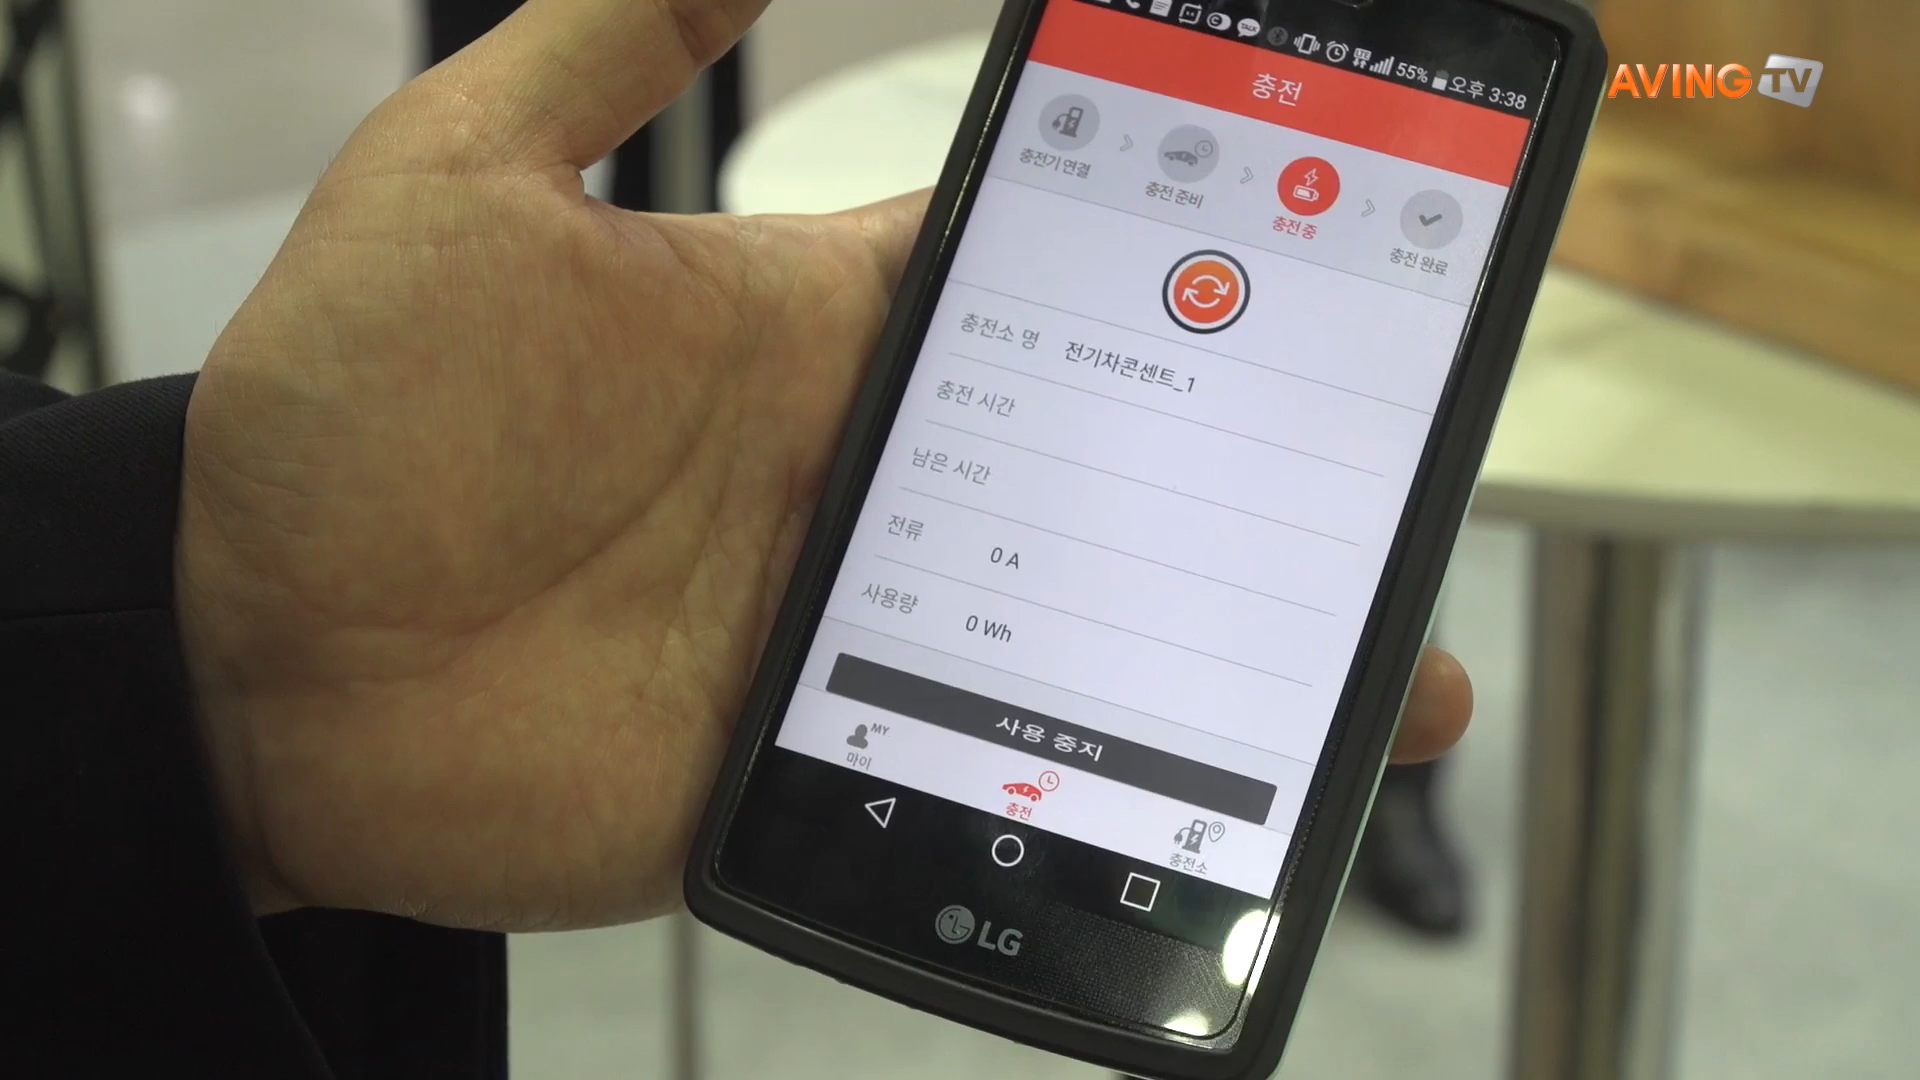 AVING TV
TALK LTE 55% 오후 3:38
충전
충전기 연결
충전 준비
충전 중
충전 완료
충전소 명 전기차콘센트_1
충전 시간
남은 시간
전류 0 A
사용량 0 Wh
사용 중지
MY
마이
충전
충전소
LG